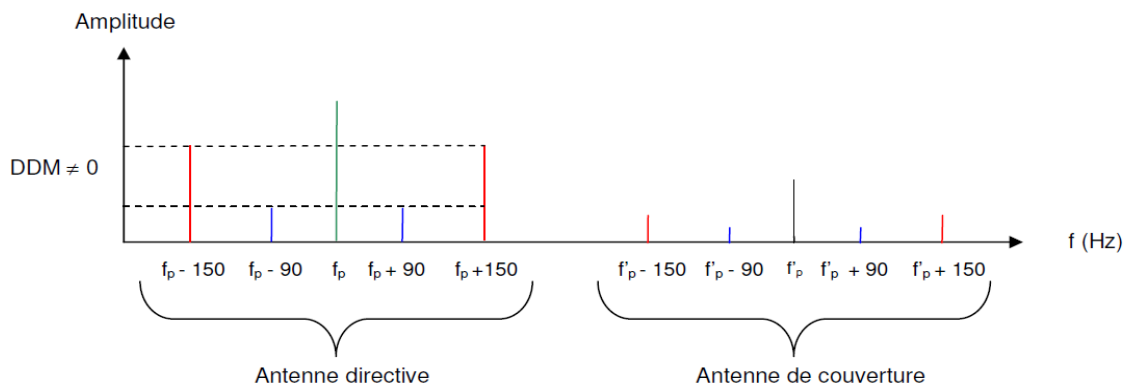 Amplitude
DDM ≠ 0
f (Hz)
fp - 150 fp - 90 fp fp + 90 fp +150 f'p - 150 f'p - 90 f'p f'p + 90 f'p + 150
Antenne directive Antenne de couverture